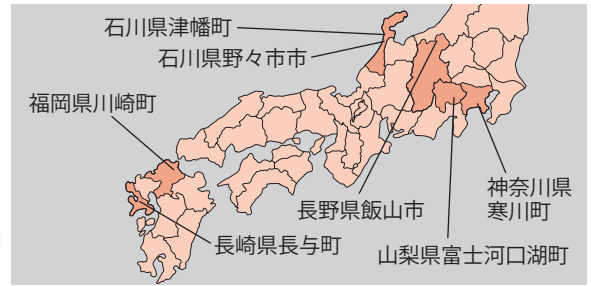 石川県津幡町
石川県野々市市
福岡県川崎町
神奈川県
寒川町
長野県飯山市
長崎県長与町
山梨県富士河口湖町